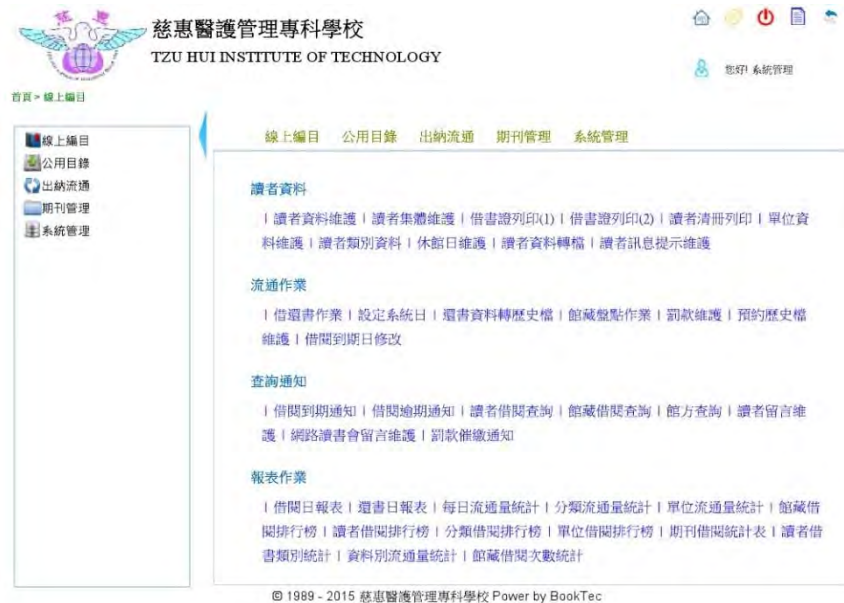 慈惠醫護管理專科學校
TZU HUI INSTITUTE OF TECHNOLOGY
您好! 系統管理
首頁 > 線上編目
線上編目
公用目錄
出納流通
期刊管理
系統管理
線上編目 公用目錄 出納流通 期刊管理 系統管理
讀者資料
| 讀者資料維護 | 讀者集體維護 | 借書證列印(1) | 借書證列印(2) | 讀者清冊列印 | 單位資
料維護 | 讀者類別資料 | 休館日維護 | 讀者資料轉檔 | 讀者訊息提示維護
流通作業
| 借還書作業 | 設定系統日 | 還書資料轉歷史檔 | 館藏盤點作業 | 罰款維護 | 預約歷史檔
維護 | 借閱到期日修改
查詢通知
| 借閱到期通知 | 借閱逾期通知 | 讀者借閱查詢 | 館藏借閱查詢 | 館方查詢 | 讀者留言維
護 | 網路讀書會留言維護 | 罰款催繳通知
報表作業
| 借閱日報表 | 還書日報表 | 每日流通量統計 | 分類流通量統計 | 單位流通量統計 | 館藏借
閱排行榜 | 讀者借閱排行榜 | 分類借閱排行榜 | 單位借閱排行榜 | 期刊借閱統計表 | 讀者借
書類別統計 | 資料別流通量統計 | 館藏借閱次數統計
© 1989 - 2015 慈惠醫護管理專科學校 Power by BookTec